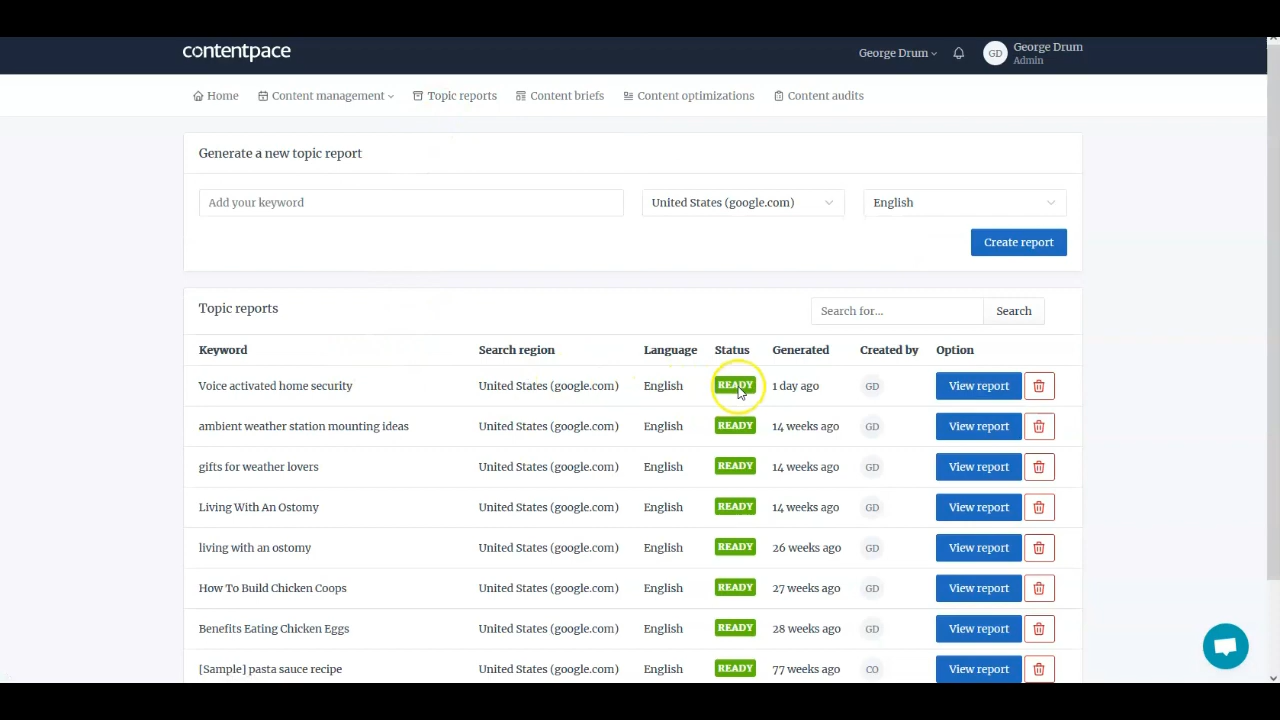 contentpace
George Drum
GD
George Drum
Admin
Home
Content management
Topic reports
Content briefs
Content optimizations
Content audits
Generate a new topic report
Add your keyword
United States (google.com)
English
Create report
Topic reports
Search for...
Search
Keyword Search region Language Status Generated Created by Option
Voice activated home security United States (google.com) English READY 1 day ago GD View report
ambient weather station mounting ideas United States (google.com) English READY 14 weeks ago GD View report
gifts for weather lovers United States (google.com) English READY 14 weeks ago GD View report
Living With An Ostomy United States (google.com) English READY 14 weeks ago GD View report
living with an ostomy United States (google.com) English READY 26 weeks ago GD View report
How To Build Chicken Coops United States (google.com) English READY 27 weeks ago GD View report
Benefits Eating Chicken Eggs United States (google.com) English READY 28 weeks ago GD View report
[Sample] pasta sauce recipe United States (google.com) English READY 77 weeks ago CO View report